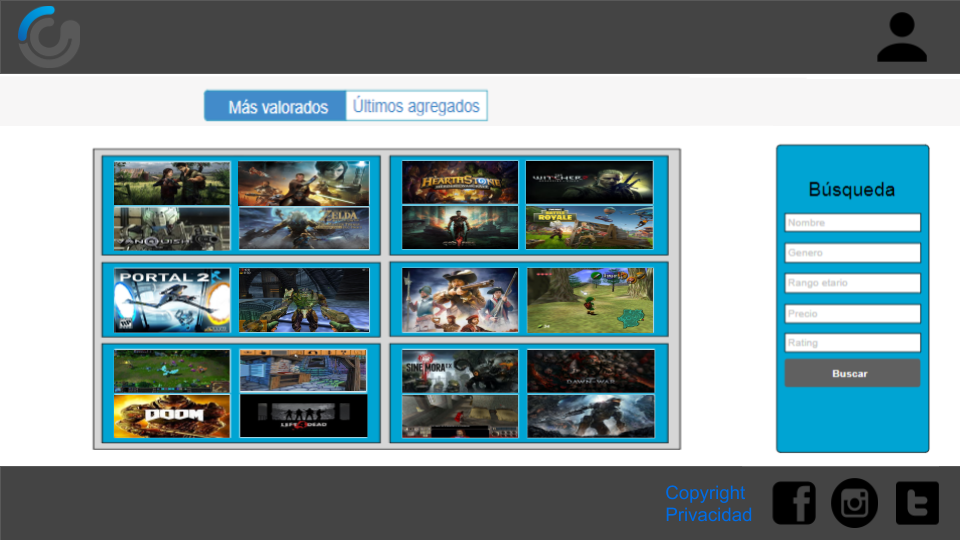 Más valorados
Últimos agregados
VANQUISH
HEARTHSTONE
WITCHER
ZELDA
BATTLE
ROYALE
PORTAL 2
SINE MORA EX
DAWN OF WAR
DOOM
LEFT 4 DEAD
Búsqueda
Nombre
Genero
Rango etario
Precio
Rating
Buscar
Copyright
Privacidad